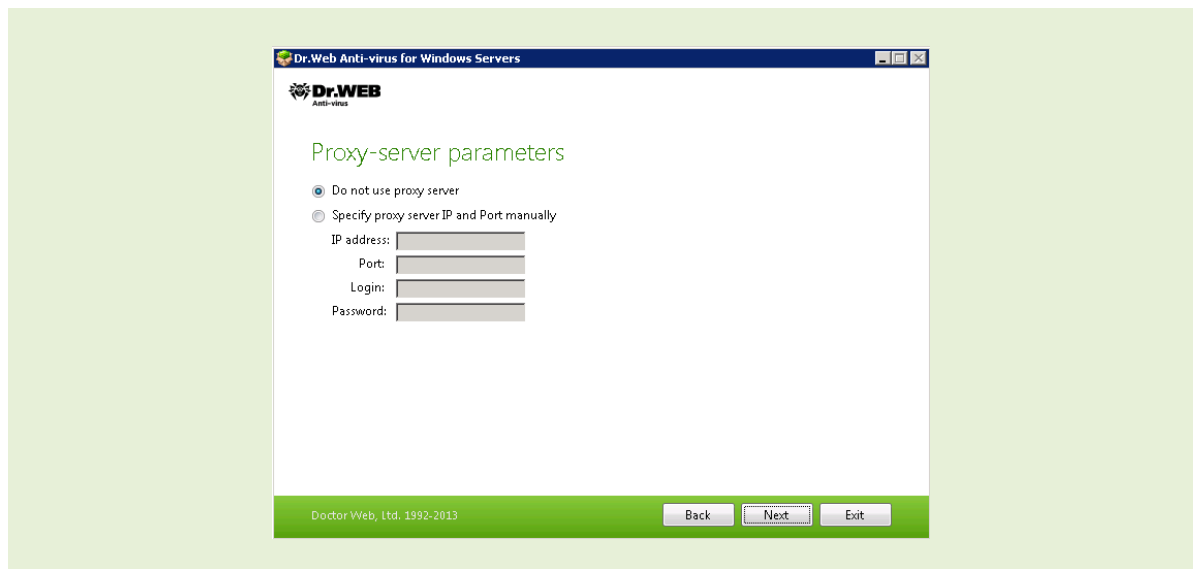 Dr.Web Anti-virus for Windows Servers
Dr.WEB
Anti-virus
Proxy-server parameters
Do not use proxy server
Specify proxy server IP and Port manually
IP address:
Port:
Login:
Password:
Doctor Web, Ltd. 1992-2013
Back Next Exit